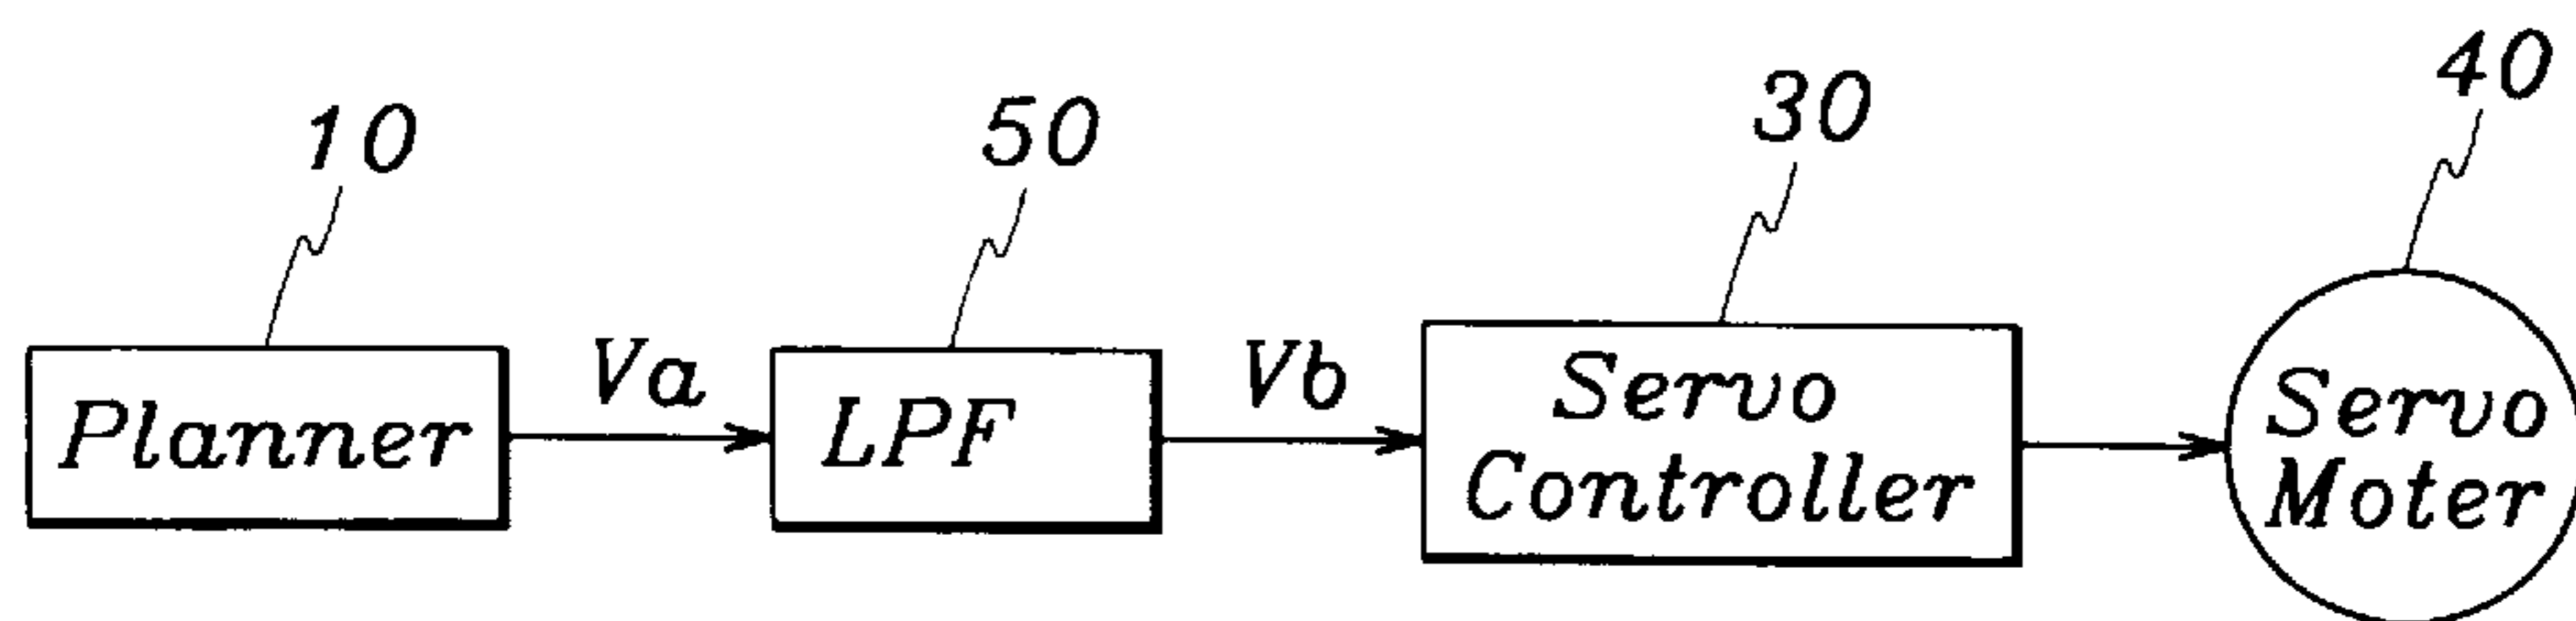 10
50
30
40
Planner
Va
LPF
Vb
Servo
Controller
Servo
Moter